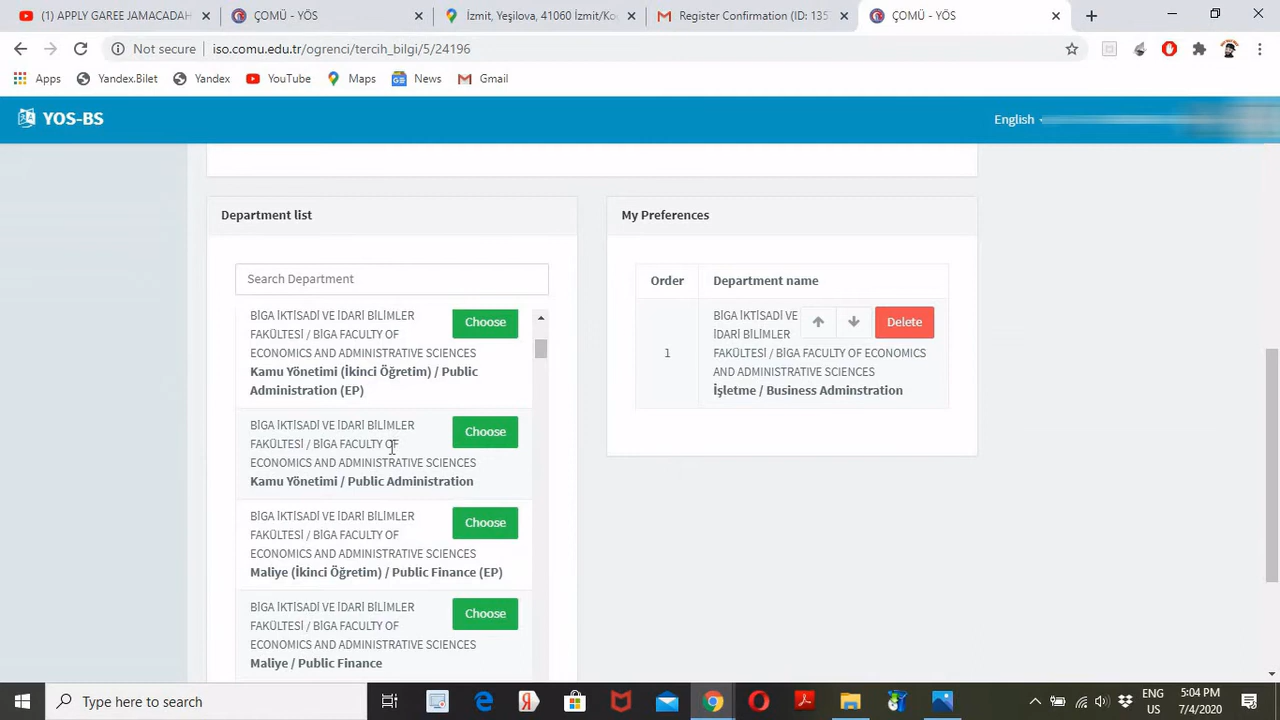 (1) APPLY GAREE JAMACADAH
ÇOMÜ - YÖS
İzmit, Yeşilova, 41060 İzmit/Koc
Register Confirmation (ID: 135
ÇOMÜ - YÖS
Not secure
iso.comu.edu.tr/ogrenci/tercih_bilgi/5/24196
Apps
Yandex.Bilet
Yandex
YouTube
Maps
News
Gmail
YOS-BS
English
Department list
Search Department
BİGA İKTİSADİ VE İDARİ BİLİMLER
FAKÜLTESİ / BİGA FACULTY OF
ECONOMICS AND ADMINISTRATIVE SCIENCES
Kamu Yönetimi (İkinci Öğretim) / Public
Administration (EP)
Choose
BİGA İKTİSADİ VE İDARİ BİLİMLER
FAKÜLTESİ / BİGA FACULTY OF
ECONOMICS AND ADMINISTRATIVE SCIENCES
Kamu Yönetimi / Public Administration
Choose
BİGA İKTİSADİ VE İDARİ BİLİMLER
FAKÜLTESİ / BİGA FACULTY OF
ECONOMICS AND ADMINISTRATIVE SCIENCES
Maliye (İkinci Öğretim) / Public Finance (EP)
Choose
BİGA İKTİSADİ VE İDARİ BİLİMLER
FAKÜLTESİ / BİGA FACULTY OF
ECONOMICS AND ADMINISTRATIVE SCIENCES
Maliye / Public Finance
Choose
My Preferences
Order
Department name
1
BİGA İKTİSADİ VE
İDARİ BİLİMLER
FAKÜLTESİ / BİGA FACULTY OF ECONOMICS
AND ADMINISTRATIVE SCIENCES
İşletme / Business Adminstration
Delete
Type here to search
ENG
US
5:04 PM
7/4/2020